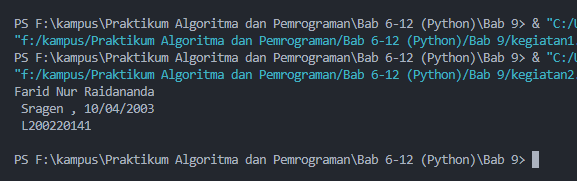 PS F:\kampus\Praktikum Algoritma dan Pemrograman\Bab 6-12 (Python)\Bab 9> & "C:/U
"f:/kampus/Praktikum Algoritma dan Pemrograman/Bab 6-12 (Python)/Bab 9/kegiatan1.
PS F:\kampus\Praktikum Algoritma dan Pemrograman\Bab 6-12 (Python)\Bab 9> & "C:/U
"f:/kampus/Praktikum Algoritma dan Pemrograman/Bab 6-12 (Python)/Bab 9/kegiatan2.
Farid Nur Raidananda
Sragen , 10/04/2003
L200220141
PS F:\kampus\Praktikum Algoritma dan Pemrograman\Bab 6-12 (Python)\Bab 9>